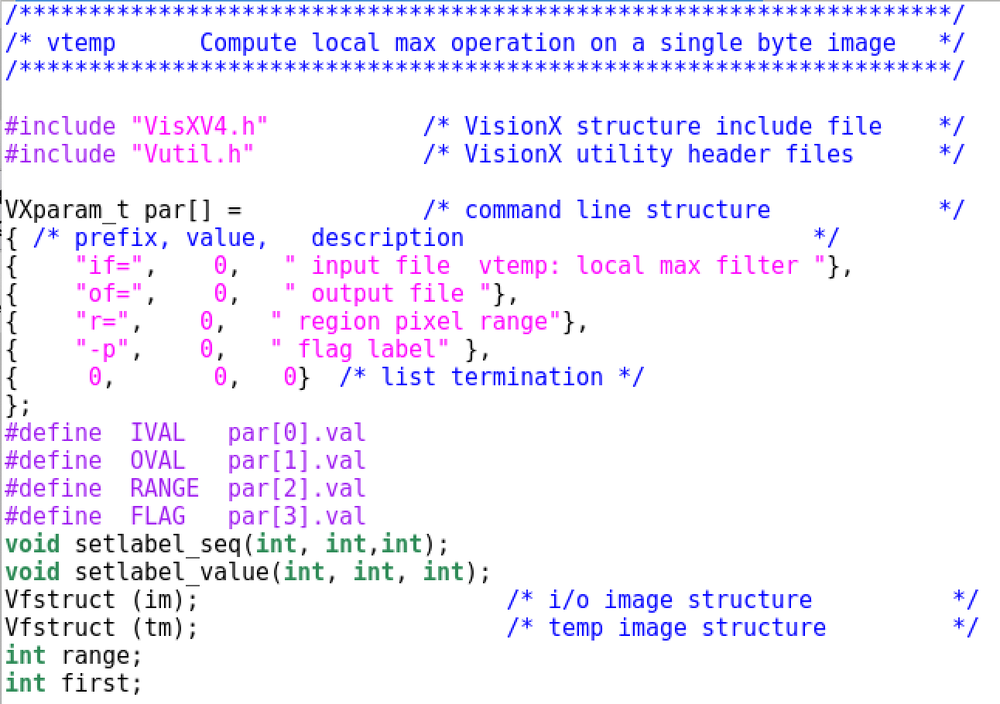 /*******************************************************************/
/* vtemp      Compute local max operation on a single byte image   */
/*******************************************************************/

#include "VisXV4.h"           /* VisionX structure include file    */
#include "Vutil.h"            /* VisionX utility header files      */

VXparam_t par[] =             /* command line structure            */
{ /* prefix, value,   description                         */
{    "if=",    0,   " input file  vtemp: local max filter "},
{    "of=",    0,   " output file "},
{    "r=",    0,   " region pixel range"},
{    "-p",    0,   " flag label" },
{     0,       0,   0}  /* list termination */
};
#define  IVAL   par[0].val
#define  OVAL   par[1].val
#define  RANGE  par[2].val
#define  FLAG   par[3].val
void setlabel_seq(int, int,int);
void setlabel_value(int, int, int);
Vfstruct (im);                      /* i/o image structure          */
Vfstruct (tm);                      /* temp image structure         */
int range;
int first;